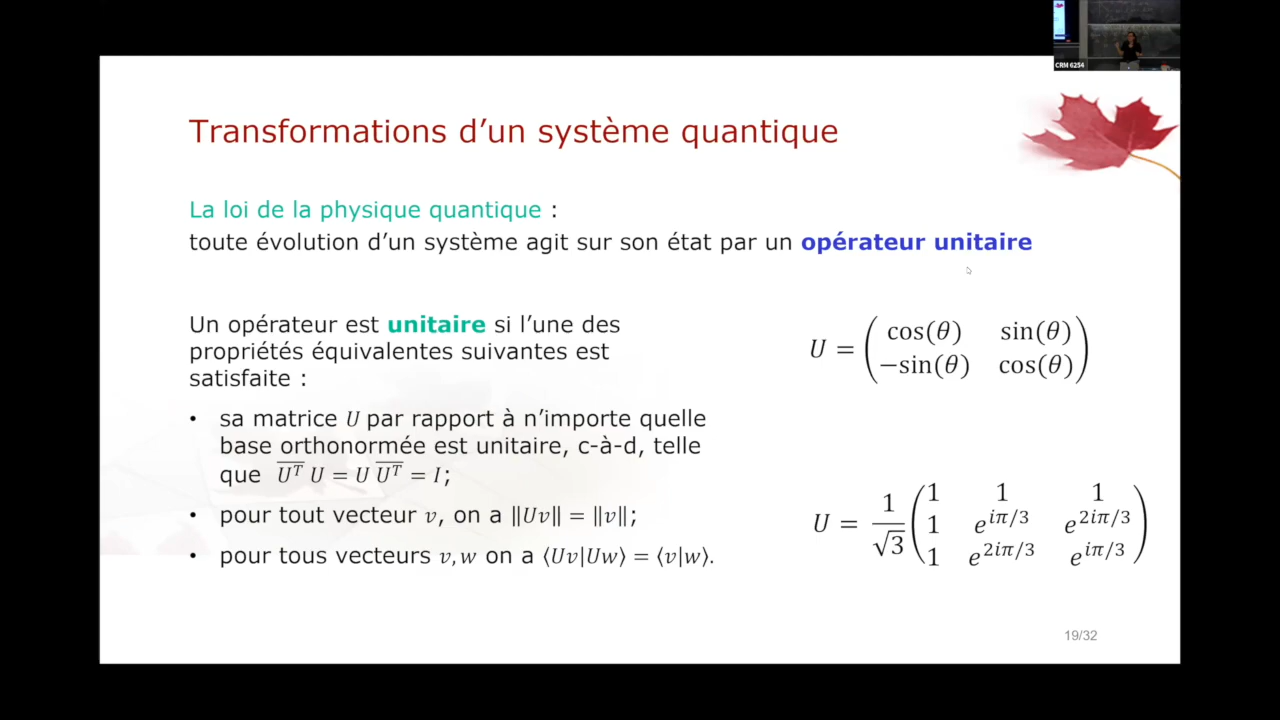 CRM 6254
Transformations d’un système quantique
La loi de la physique quantique :
toute évolution d’un système agit sur son état par un opérateur unitaire
Un opérateur est unitaire si l’une des
propriétés équivalentes suivantes est
satisfaite :
• sa matrice U par rapport à n’importe quelle
base orthonormée est unitaire, c-à-d, telle
que $\overline{U^T} U = U \overline{U^T} = I$;
• pour tout vecteur v, on a ‖Uv‖ = ‖v‖;
• pour tous vecteurs v, w on a ⟨Uv|Uw⟩ = ⟨v|w⟩.
$U = \begin{pmatrix} \cos(\theta) & \sin(\theta) \\ -\sin(\theta) & \cos(\theta) \end{pmatrix}$
$U = \frac{1}{\sqrt{3}} \begin{pmatrix} 1 & 1 & 1 \\ 1 & e^{i\pi/3} & e^{2i\pi/3} \\ 1 & e^{2i\pi/3} & e^{i\pi/3} \end{pmatrix}$
19/32